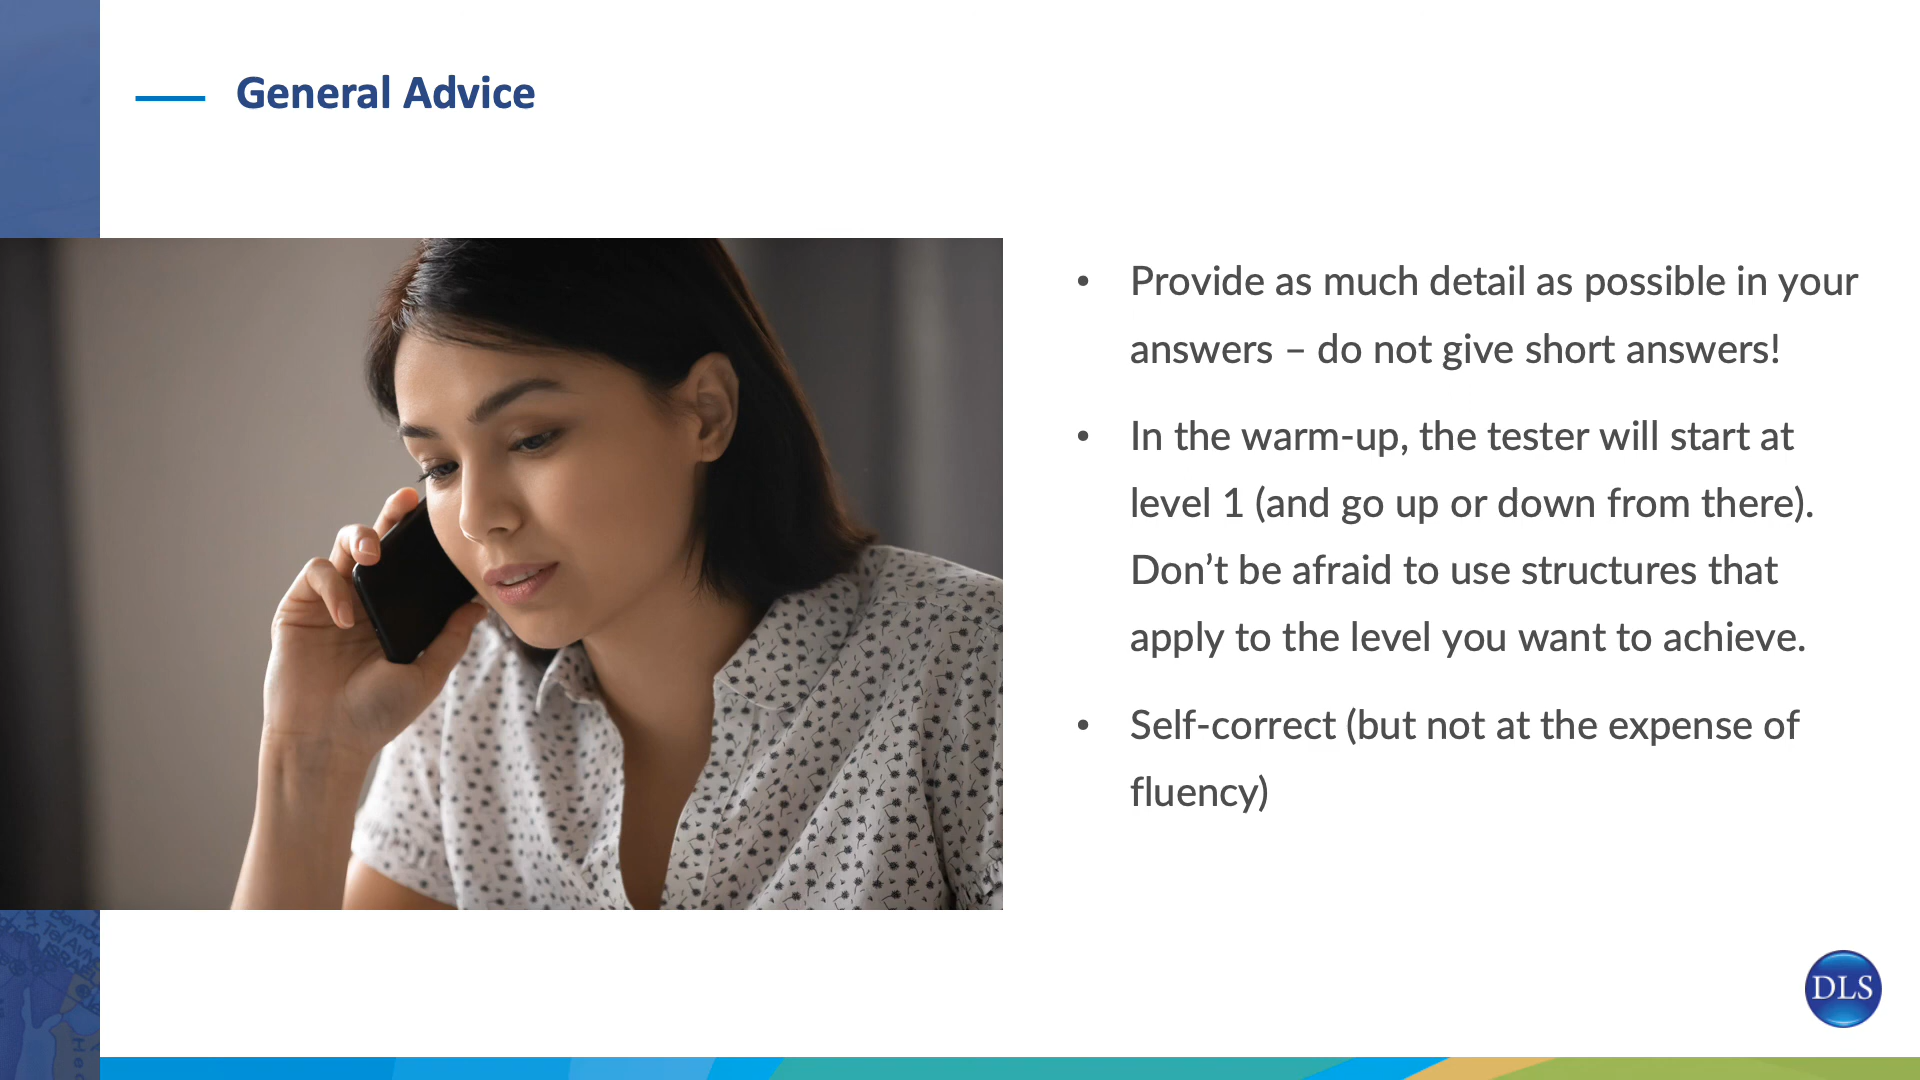 General Advice
• Provide as much detail as possible in your
answers – do not give short answers!
• In the warm-up, the tester will start at
level 1 (and go up or down from there).
Don’t be afraid to use structures that
apply to the level you want to achieve.
• Self-correct (but not at the expense of
fluency)
DLS